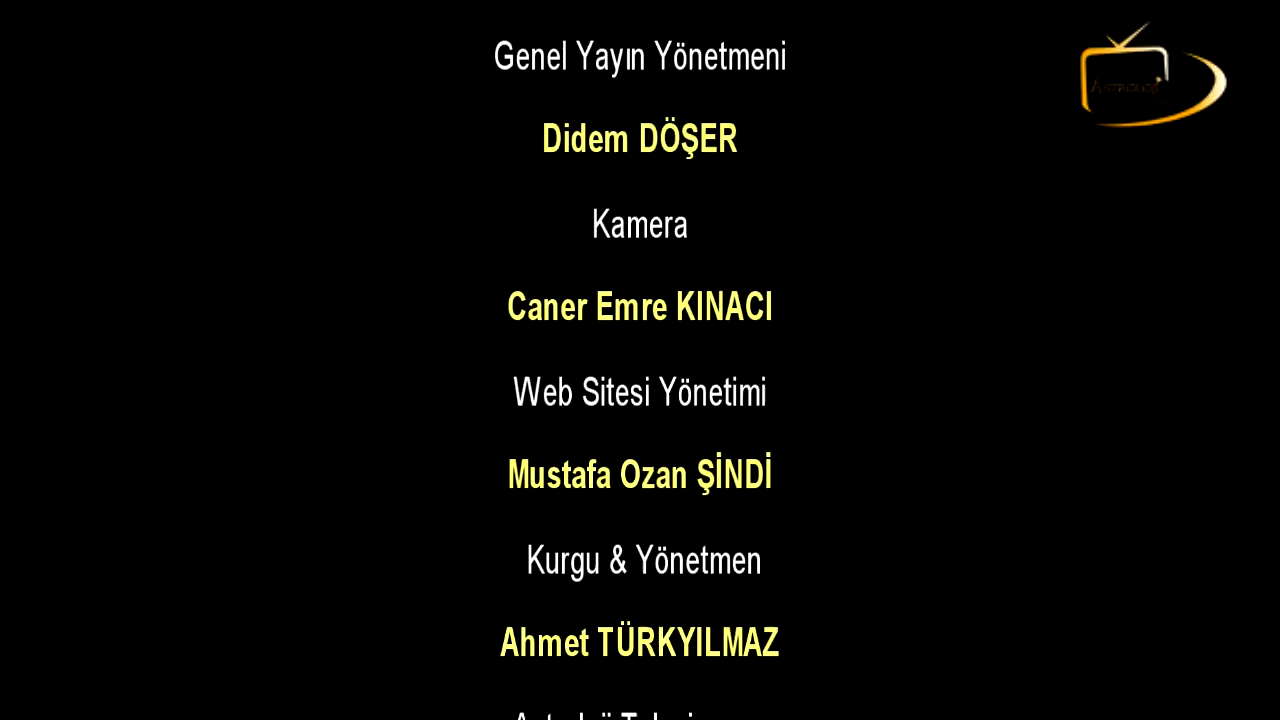 Genel Yayın Yönetmeni
Didem DÖŞER
Kamera
Caner Emre KINACI
Web Sitesi Yönetimi
Mustafa Ozan ŞİNDİ
Kurgu & Yönetmen
Ahmet TÜRKYILMAZ